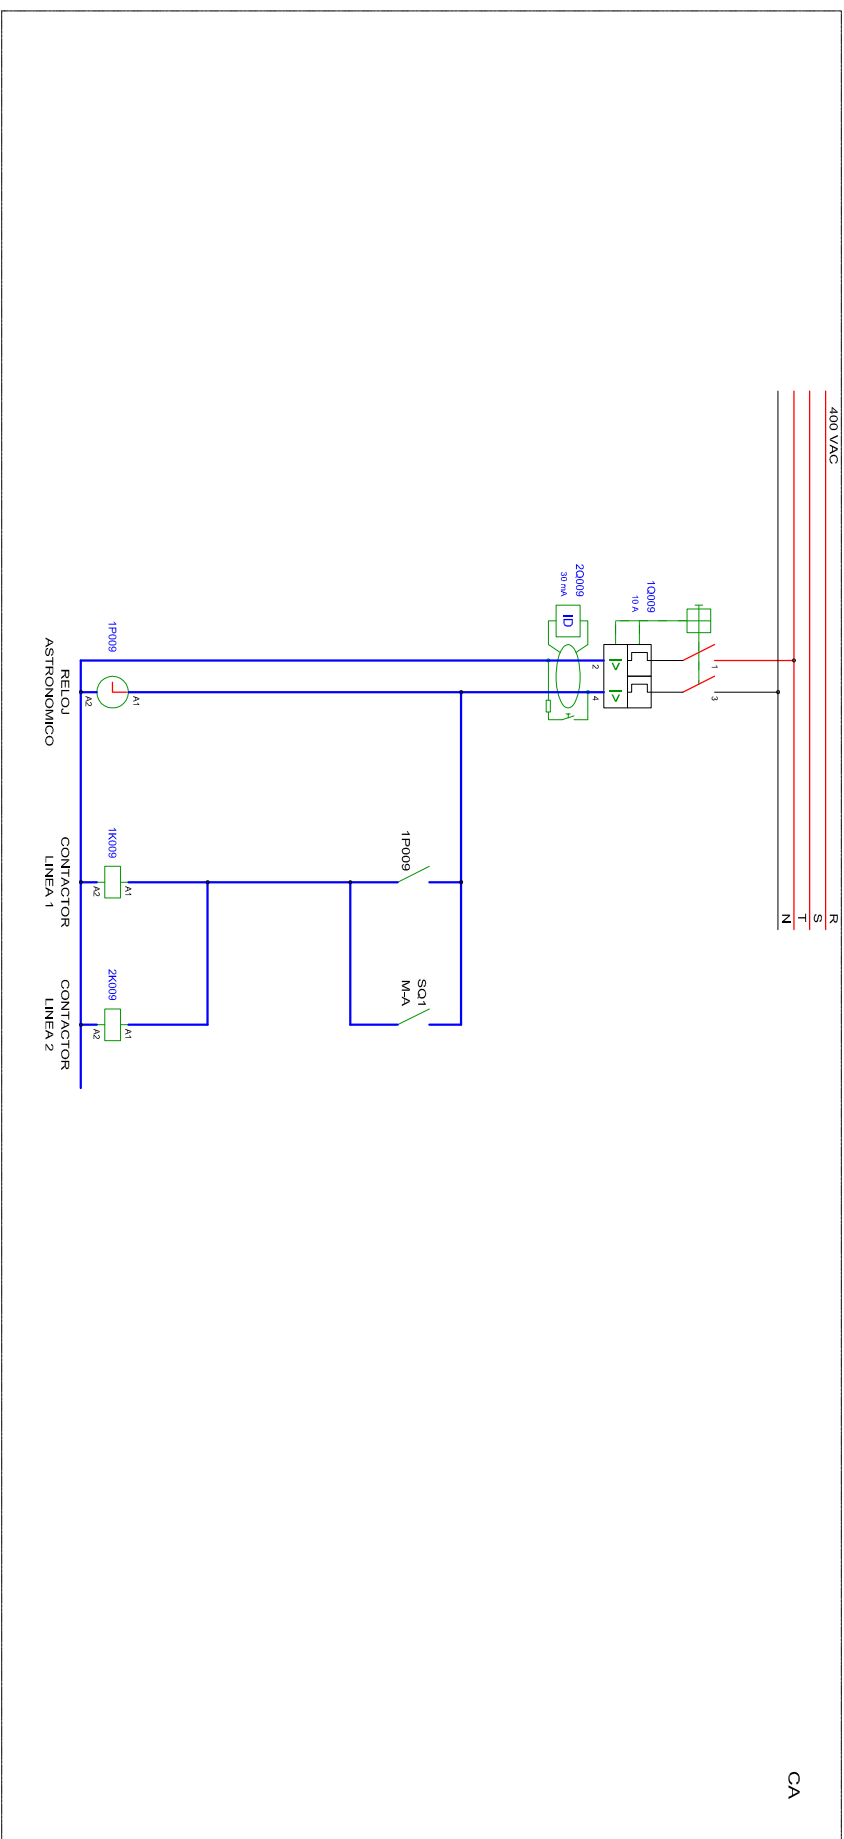 400 VAC
R
S
T
N
CA
1Q009
10 A
1
3
2
4
2Q009
30 mA
ID
1P009
SQ1
M-A
1P009
A1
A2
1K009
A1
A2
2K009
A1
A2
RELOJ
ASTRONOMICO
CONTACTOR
LINEA 1
CONTACTOR
LINEA 2